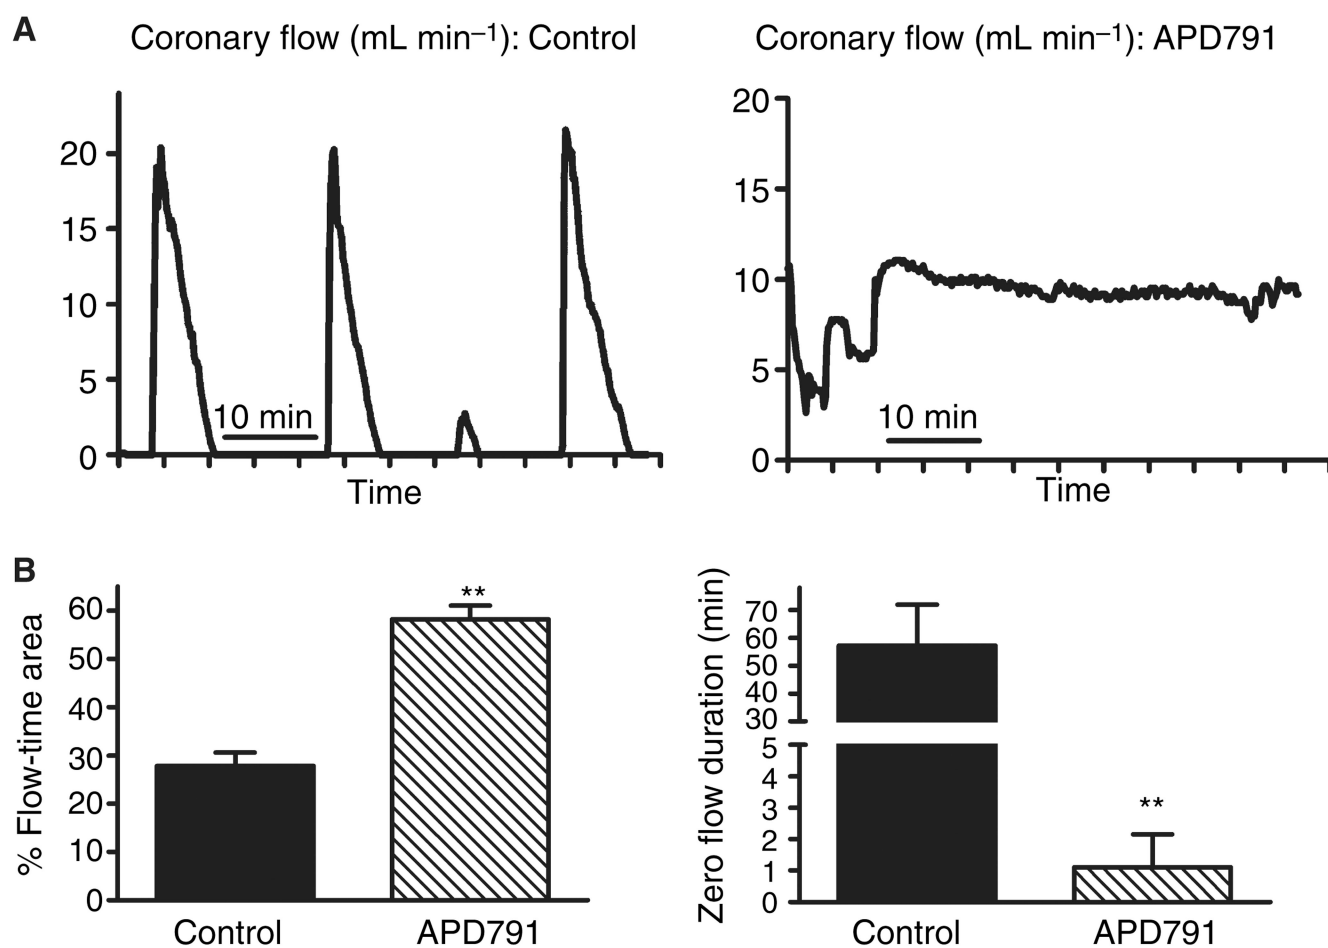 A
Coronary flow (mL min–1): Control
20
15
10
5
0
10 min
Time
Coronary flow (mL min–1): APD791
20
15
10
5
0
10 min
Time
B
% Flow-time area
60
50
40
30
20
10
0
**
Control
APD791
Zero flow duration (min)
70
60
50
40
30
5
4
3
2
1
0
**
Control
APD791